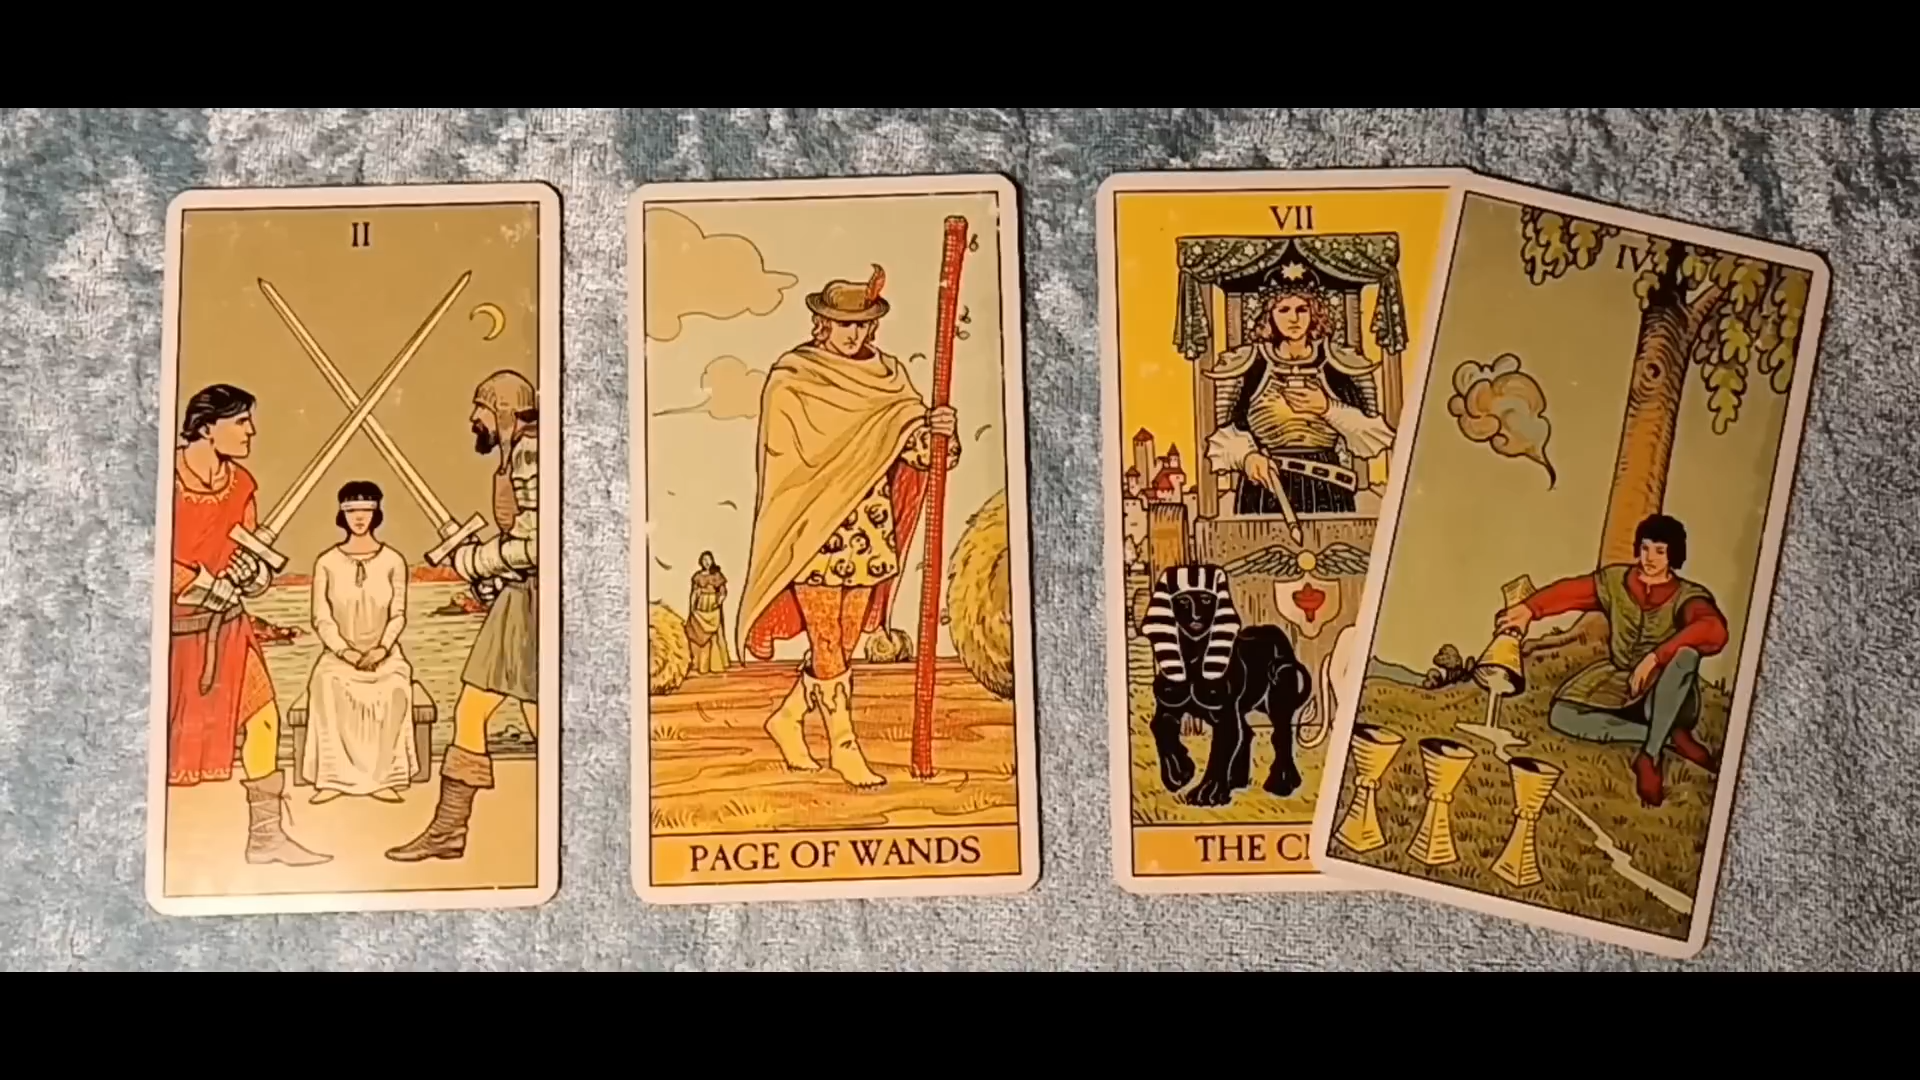 II
PAGE OF WANDS
VII
THE
IV